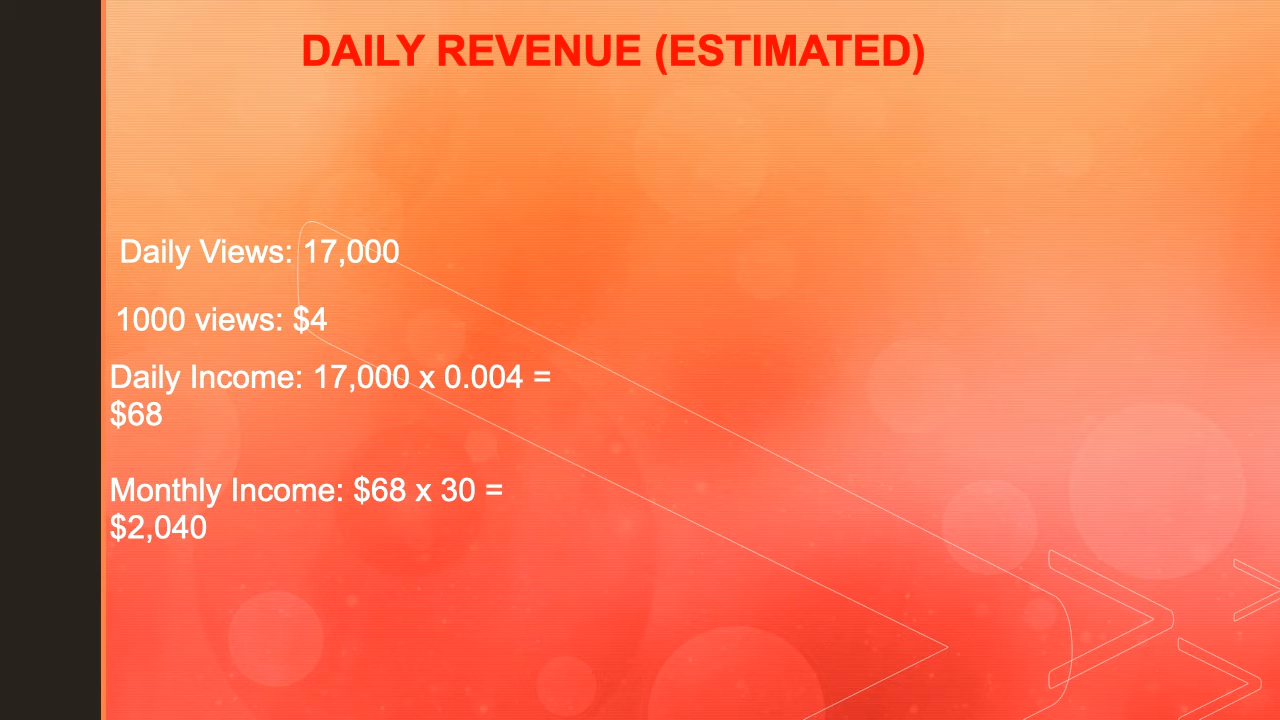 DAILY REVENUE (ESTIMATED)
Daily Views: 17,000
1000 views: $4
Daily Income: 17,000 x 0.004 =
$68
Monthly Income: $68 x 30 =
$2,040